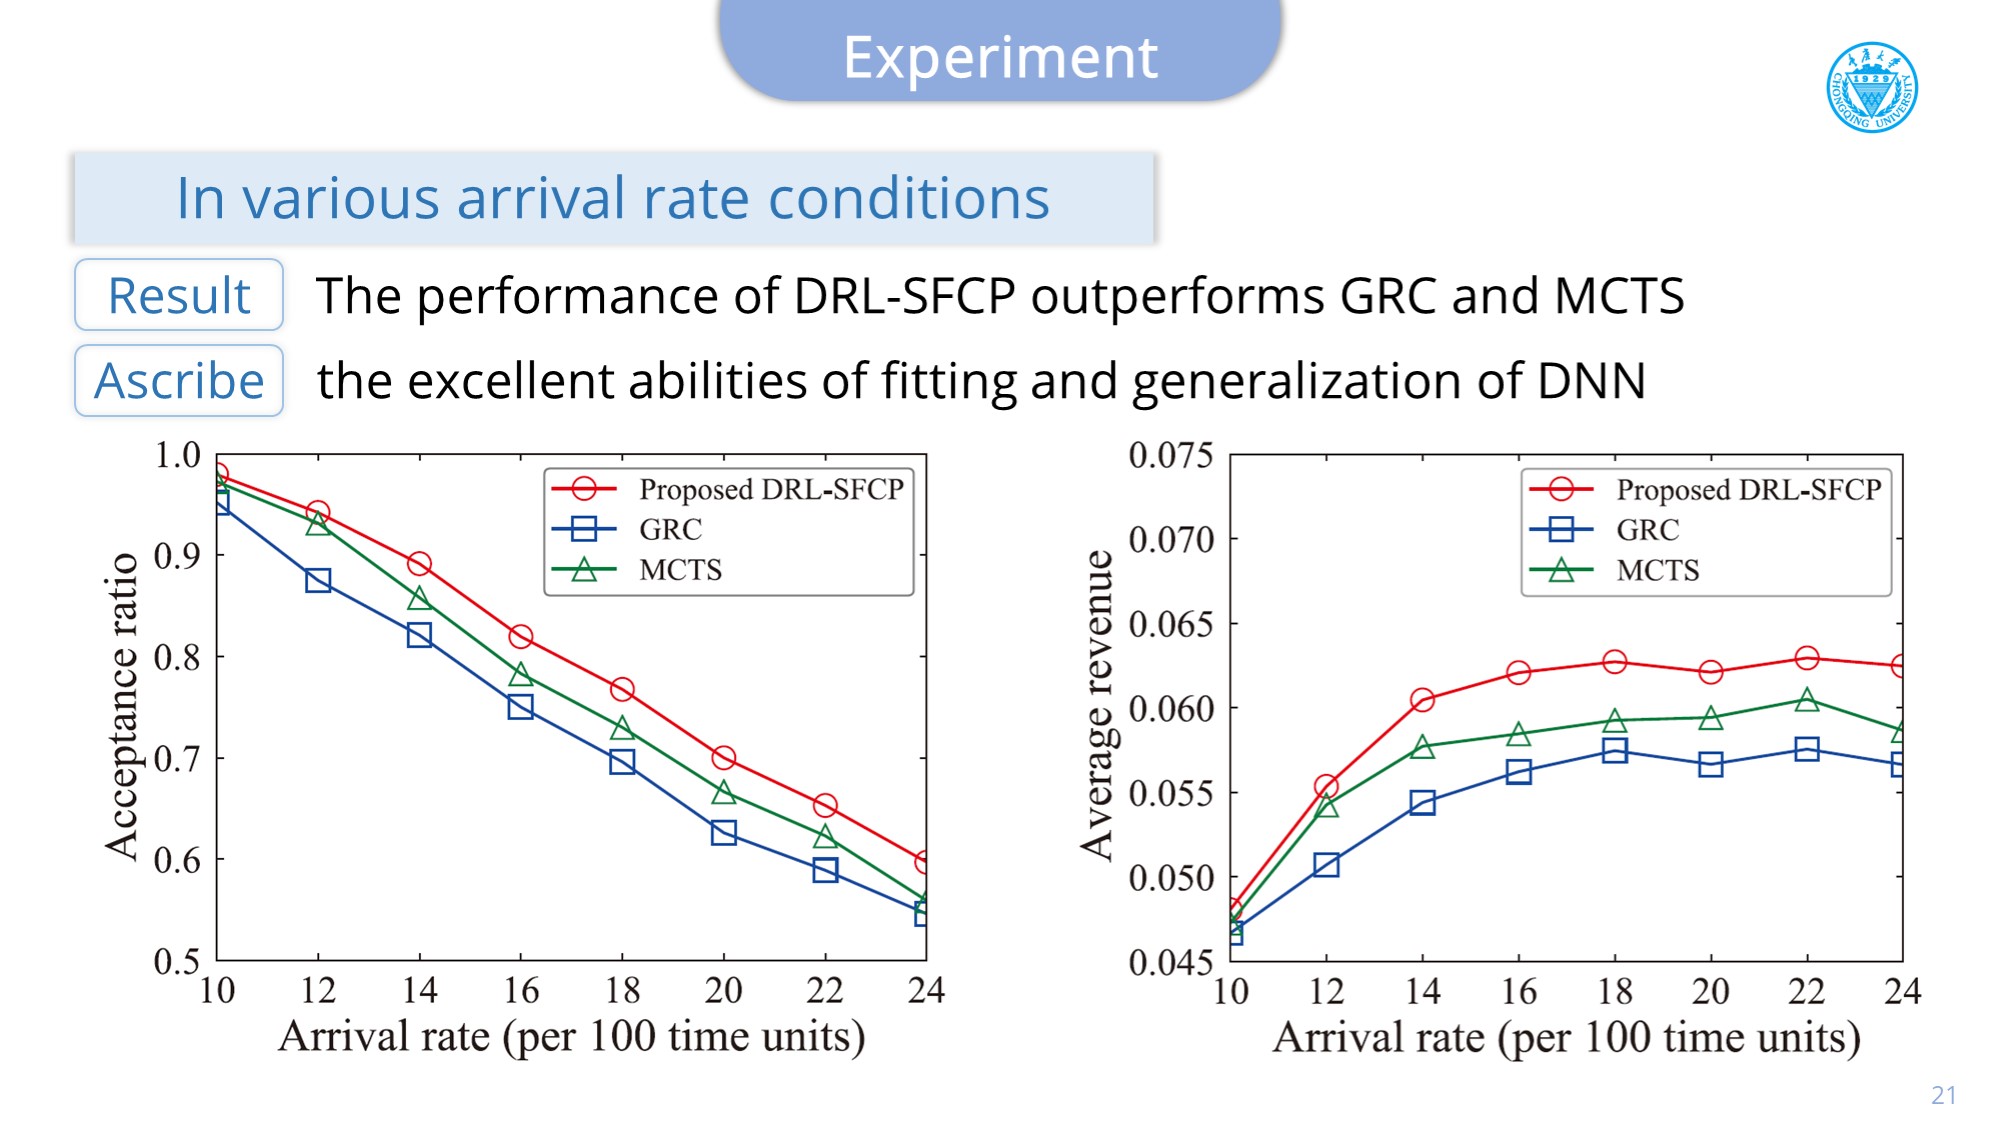 Experiment
1929
CHONGQING UNIVERSITY
In various arrival rate conditions
Result
The performance of DRL-SFCP outperforms GRC and MCTS
Ascribe
the excellent abilities of fitting and generalization of DNN
Acceptance ratio
1.0
0.9
0.8
0.7
0.6
0.5
10 12 14 16 18 20 22 24
Arrival rate (per 100 time units)
Proposed DRL-SFCP
GRC
MCTS
Average revenue
0.075
0.070
0.065
0.060
0.055
0.050
0.045
10 12 14 16 18 20 22 24
Arrival rate (per 100 time units)
Proposed DRL-SFCP
GRC
MCTS
21